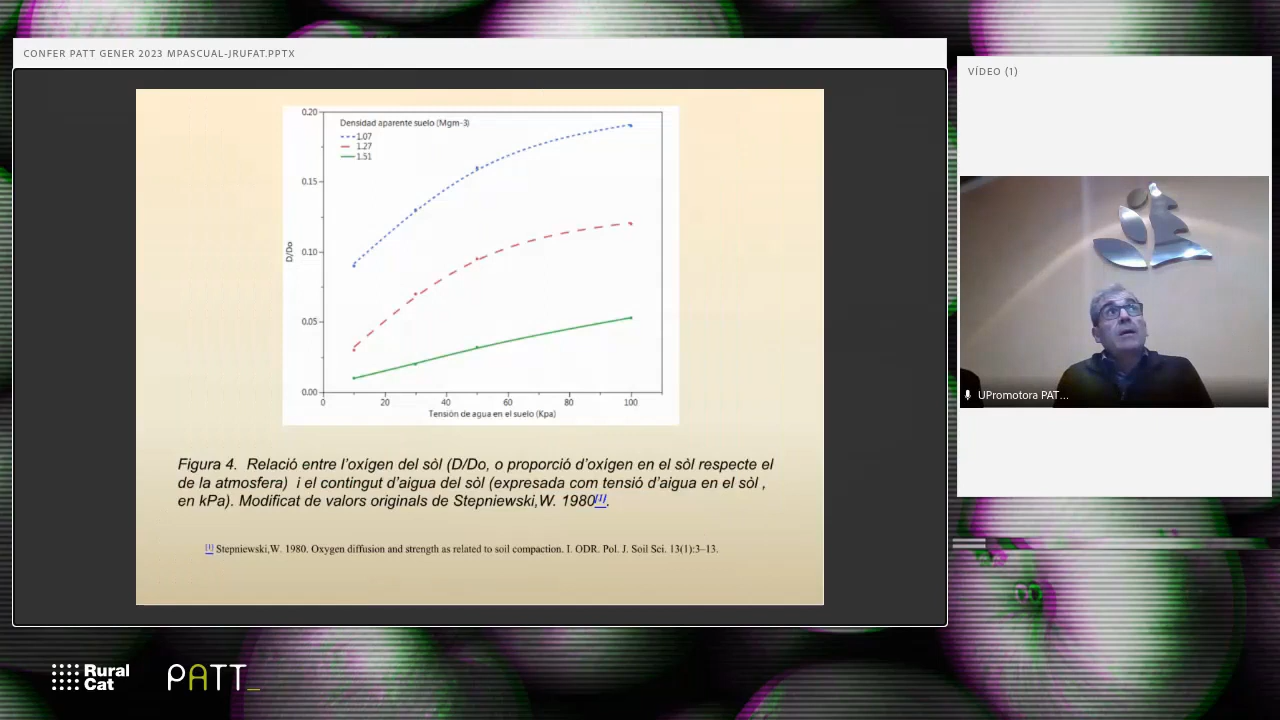 CONFER PATT GENER 2023 MPASCUAL-JRUFAT.PPTX
VÍDEO (1)
0.20
0.15
0.10
0.05
0.00
D/Do
Densidad aparente suelo (Mgm-3)
1.07
1.27
1.51
0 20 40 60 80 100
Tensión de agua en el suelo (Kpa)
Figura 4. Relació entre l'oxígen del sòl (D/Do, o proporció d'oxígen en el sòl respecte el
de la atmosfera) i el contingut d'aigua del sòl (expresada com tensió d'aigua en el sòl ,
en kPa). Modificat de valors originals de Stepniewski,W. 1980[1].
[1] Stepniewski,W. 1980. Oxygen diffusion and strength as related to soil compaction. I. ODR. Pol. J. Soil Sci. 13(1):3–13.
UPromotora PAT...
Rural
Cat
PATT_